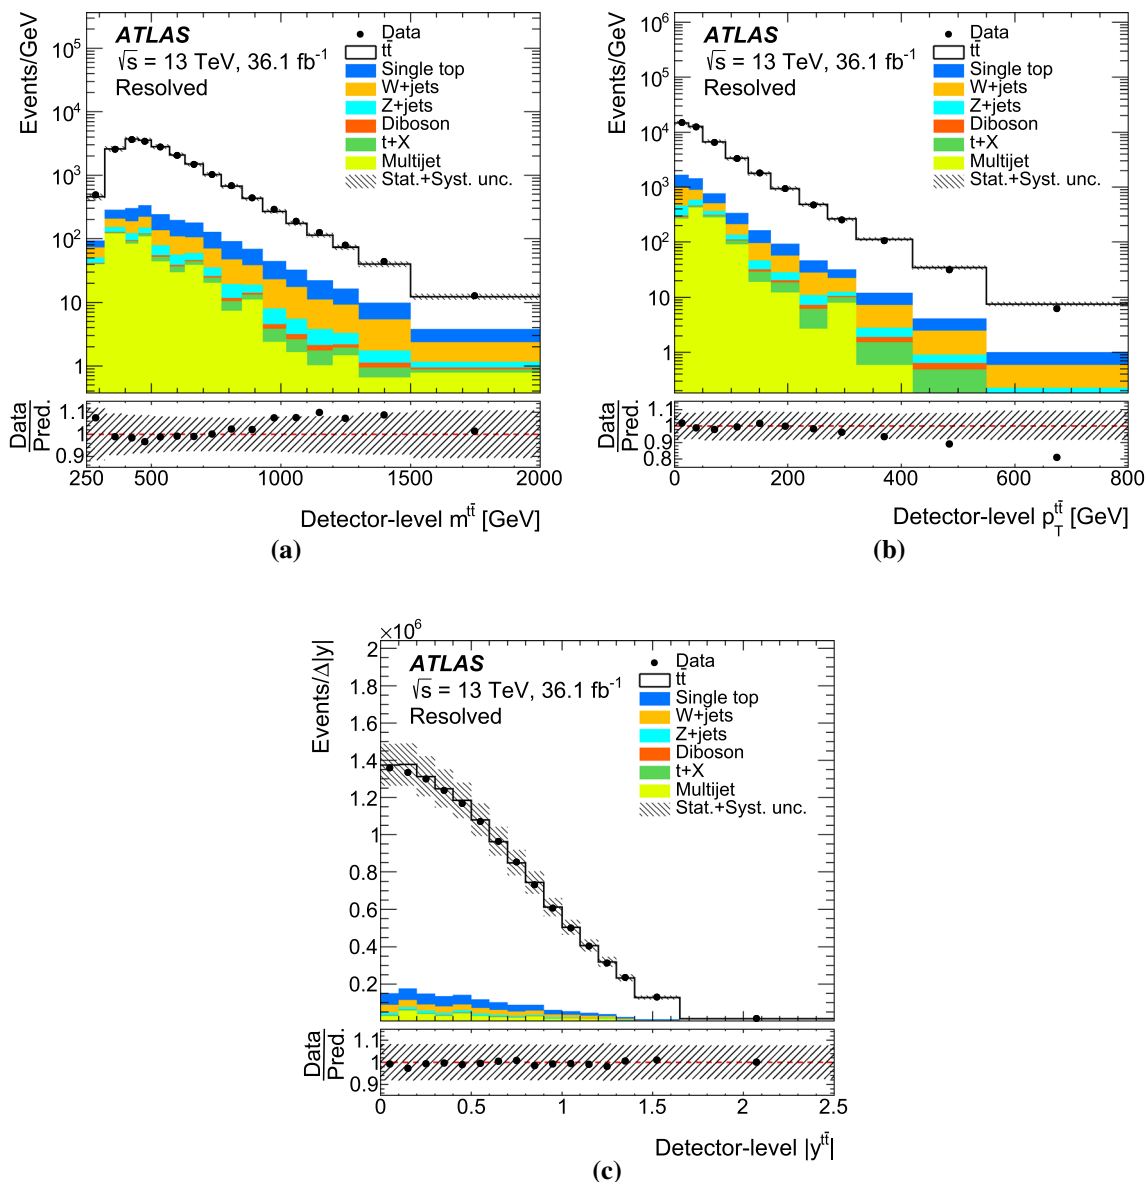 Events/GeV
10⁵
10⁴
10³
10²
10
1
ATLAS
√s = 13 TeV, 36.1 fb⁻¹
Resolved
Data
tt̄
Single top
W+jets
Z+jets
Diboson
t+X
Multijet
Stat.+Syst. unc.
Data
Pred.
1.1
1
0.9
250 500 1000 1500 2000
Detector-level m^{tt̄} [GeV]
(a)
Events/GeV
10⁶
10⁵
10⁴
10³
10²
10
1
ATLAS
√s = 13 TeV, 36.1 fb⁻¹
Resolved
Data
tt̄
Single top
W+jets
Z+jets
Diboson
t+X
Multijet
Stat.+Syst. unc.
Data
Pred.
1.1
1
0.9
0.8
0 200 400 600 800
Detector-level p_T^{tt̄} [GeV]
(b)
×10⁶
Events/Δ|y|
2
1.8
1.6
1.4
1.2
1
0.8
0.6
0.4
0.2
ATLAS
√s = 13 TeV, 36.1 fb⁻¹
Resolved
Data
tt̄
Single top
W+jets
Z+jets
Diboson
t+X
Multijet
Stat.+Syst. unc.
Data
Pred.
1.1
1
0.9
0 0.5 1 1.5 2 2.5
Detector-level |y^{tt̄}|
(c)